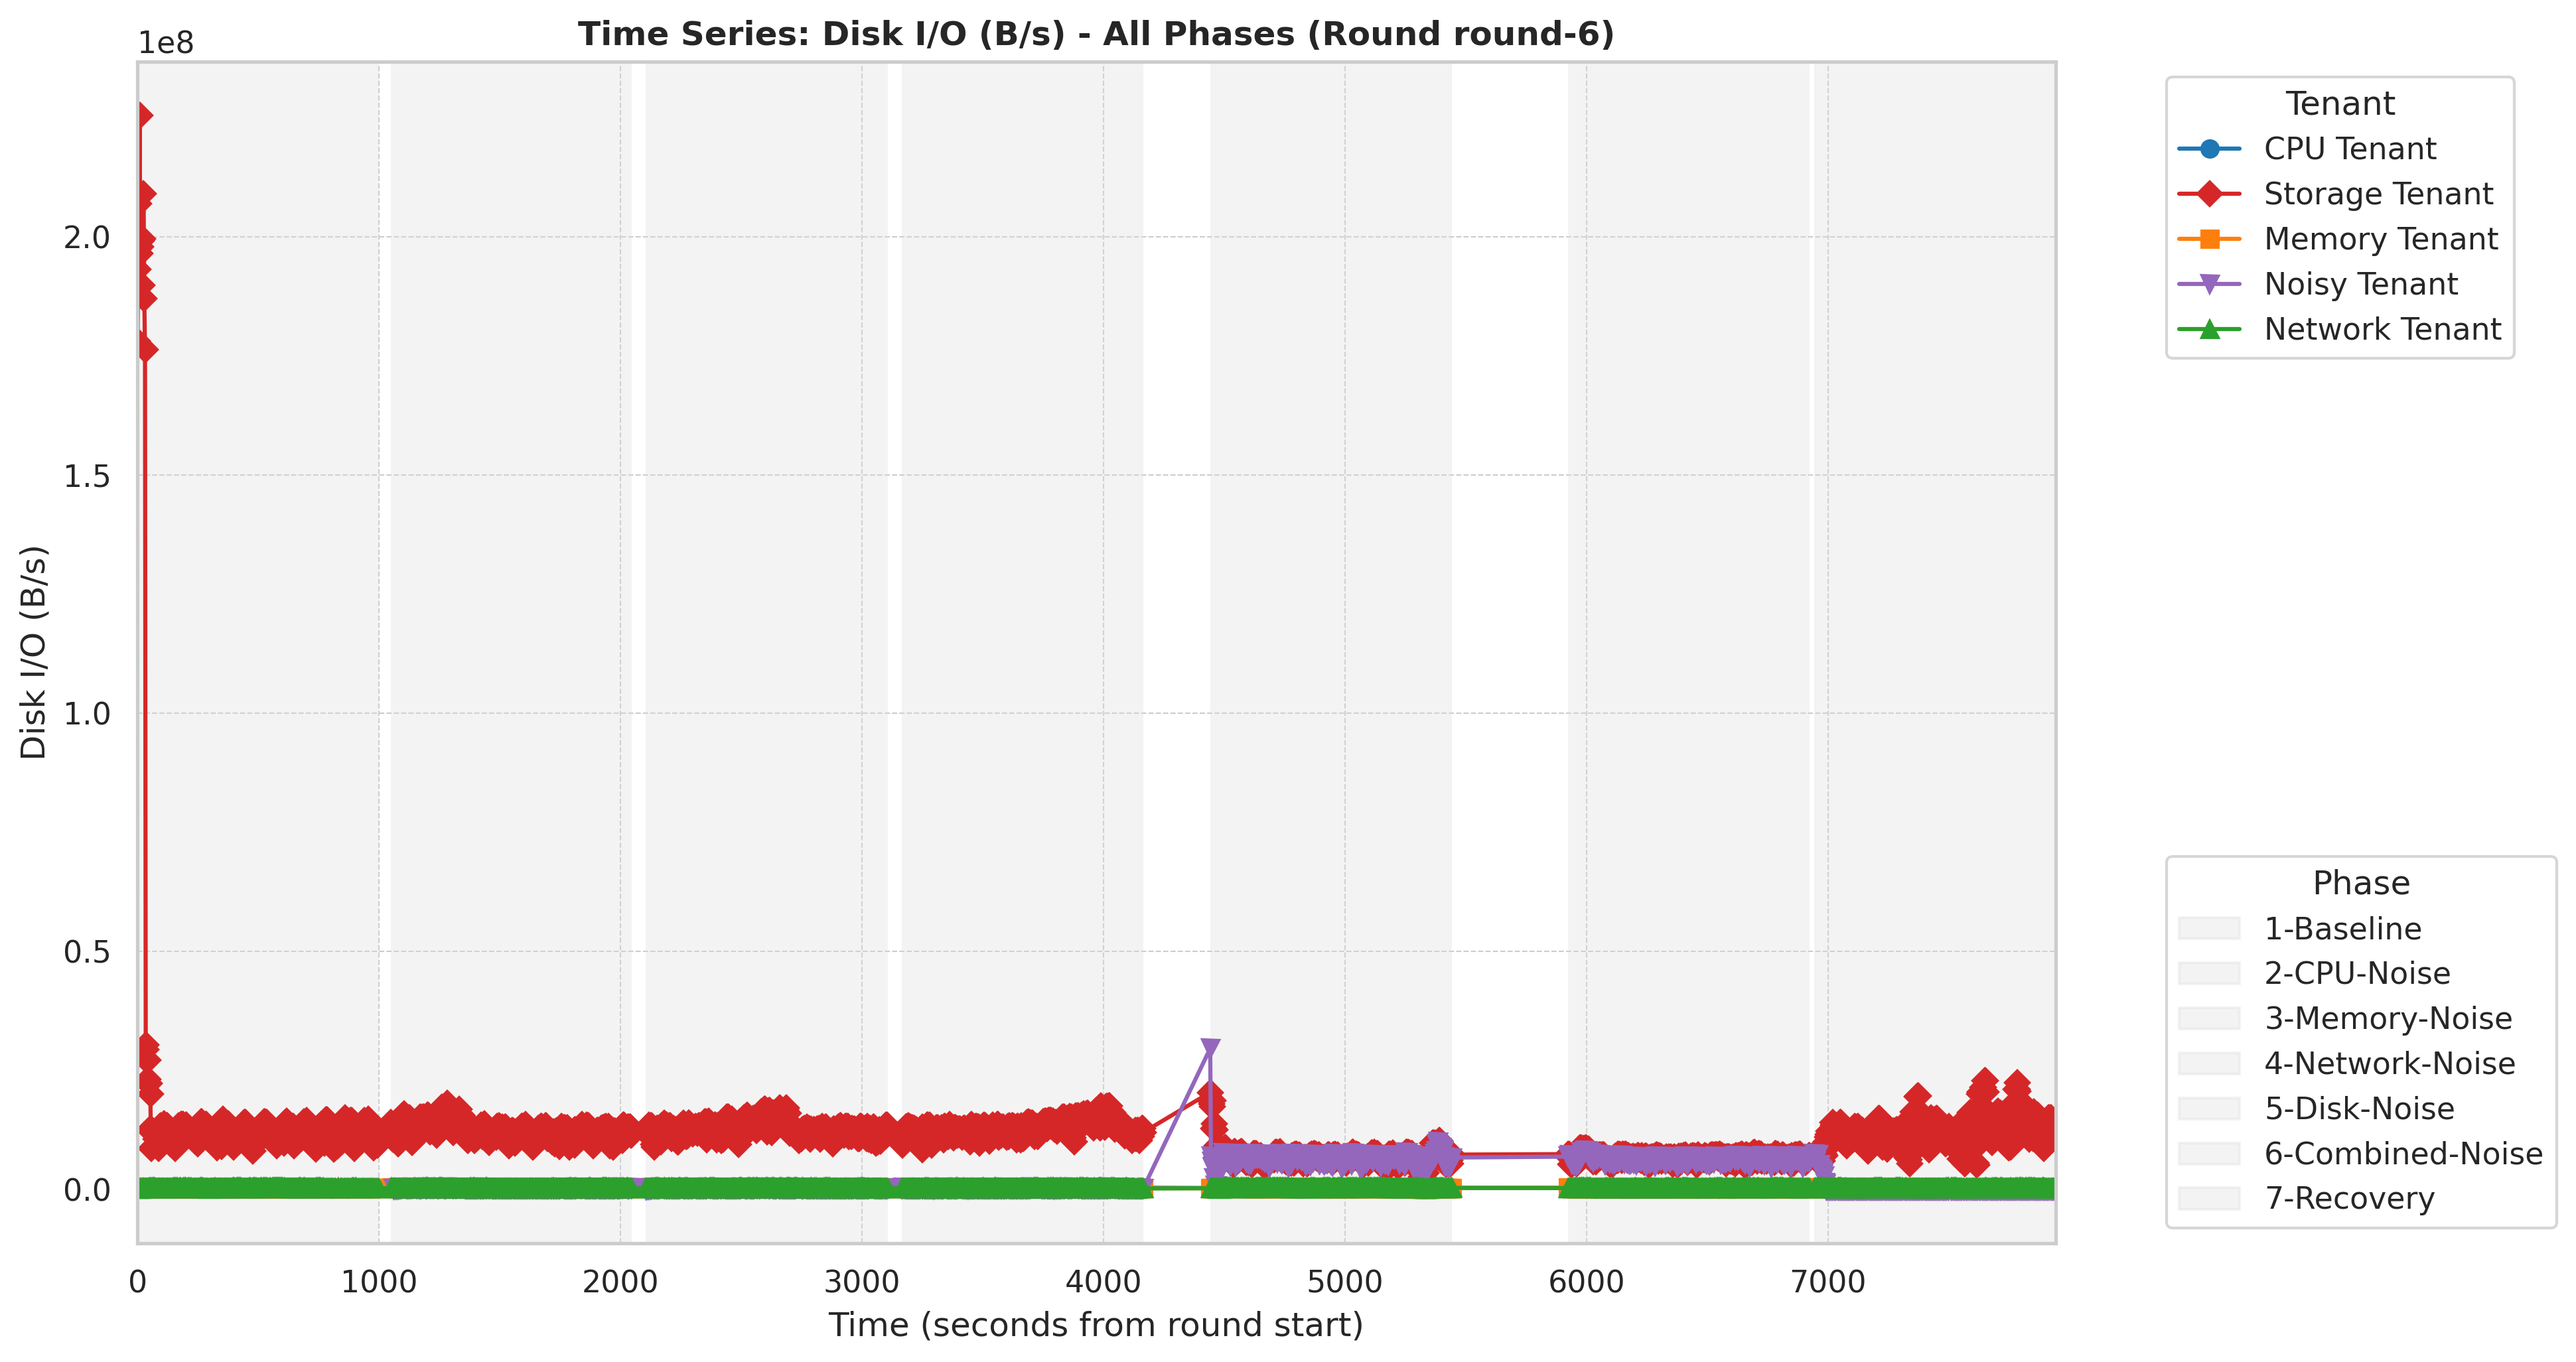 Time Series: Disk I/O (B/s) - All Phases (Round round-6)
1e8
2.0
1.5
1.0
0.5
0.0
Disk I/O (B/s)
0 1000 2000 3000 4000 5000 6000 7000
Time (seconds from round start)
Tenant
CPU Tenant
Storage Tenant
Memory Tenant
Noisy Tenant
Network Tenant
Phase
1-Baseline
2-CPU-Noise
3-Memory-Noise
4-Network-Noise
5-Disk-Noise
6-Combined-Noise
7-Recovery